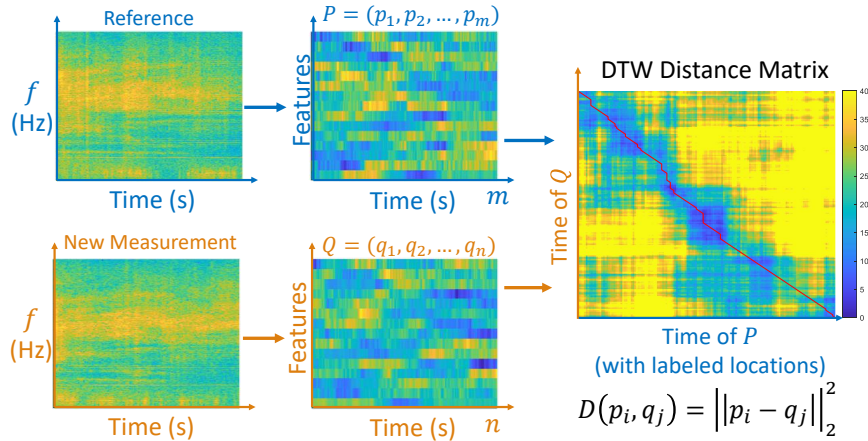 Reference
f
(Hz)
Time (s)
P = (p₁, p₂, …, pₘ)
Features
Time (s)
m
New Measurement
f
(Hz)
Time (s)
Q = (q₁, q₂, …, qₙ)
Features
Time (s)
n
DTW Distance Matrix
Time of Q
40
35
30
25
20
15
10
5
0
Time of P
(with labeled locations)
D(pᵢ, qⱼ) = ||pᵢ − qⱼ||₂²